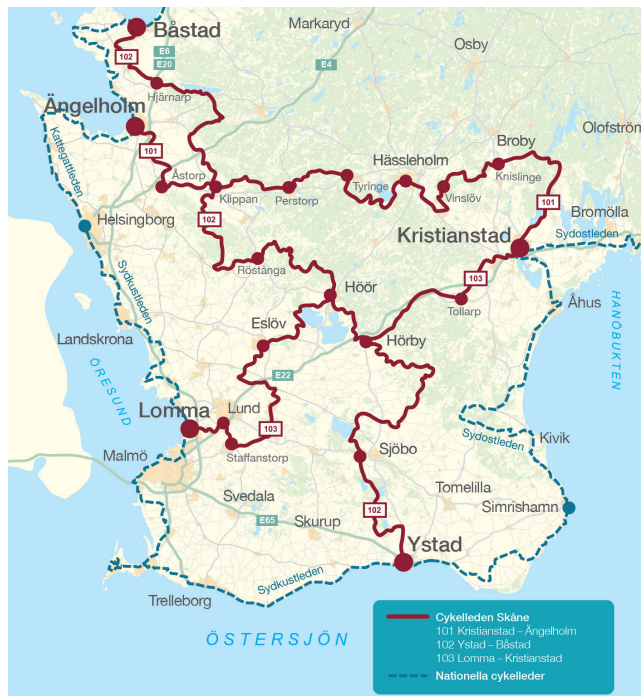 Båstad
Markaryd
Osby
102
E6
E20
E4
Hjärnarp
Ängelholm
Olofström
Broby
Kattegattleden
101
Hässleholm
Knislinge
Åstorp
Tyringe
Klippan
Perstorp
Vinslöv
101
Bromölla
Helsingborg
102
Kristianstad
Sydostleden
Röstånga
103
Sydkustleden
Höör
Tollarp
Åhus
HANÖBUKTEN
Landskrona
Eslöv
Hörby
ÖRESUND
E22
Lomma
Lund
103
Kivik
Sydostleden
Malmö
Staffanstorp
Sjöbo
Tomelilla
Svedala
Simrishamn
102
E65
Skurup
Ystad
Sydkustleden
Trelleborg
ÖSTERSJÖN
Cykelleden Skåne
101 Kristianstad – Ängelholm
102 Ystad – Båstad
103 Lomma – Kristianstad
Nationella cykelleder